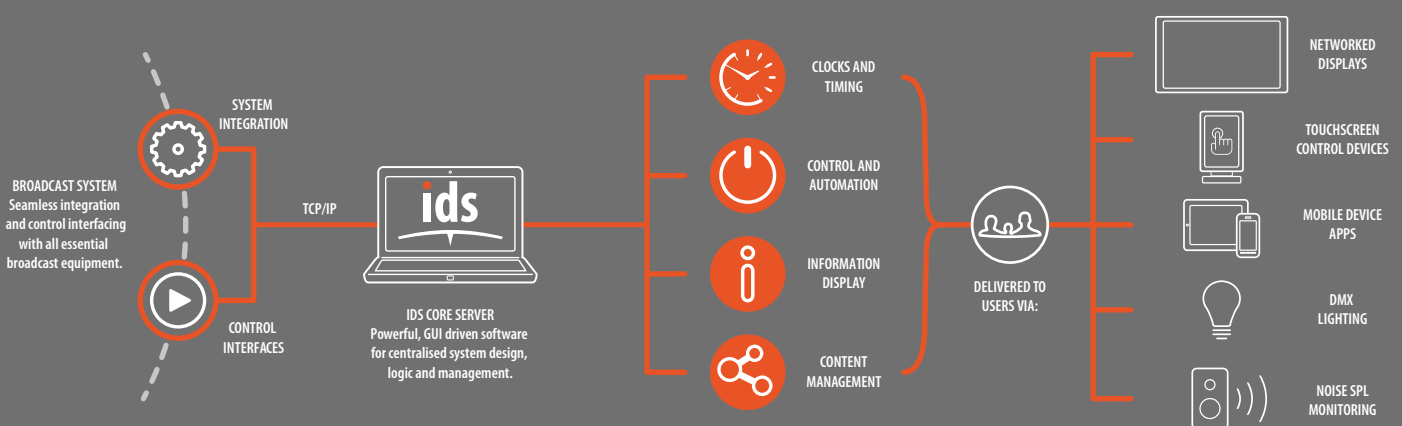 BROADCAST SYSTEM
Seamless integration
and control interfacing
with all essential
broadcast equipment.
SYSTEM
INTEGRATION
CONTROL
INTERFACES
TCP/IP
ids
IDS CORE SERVER
Powerful, GUI driven software
for centralised system design,
logic and management.
CLOCKS AND
TIMING
CONTROL AND
AUTOMATION
INFORMATION
DISPLAY
CONTENT
MANAGEMENT
DELIVERED TO
USERS VIA:
NETWORKED
DISPLAYS
TOUCHSCREEN
CONTROL DEVICES
MOBILE DEVICE
APPS
DMX
LIGHTING
NOISE SPL
MONITORING